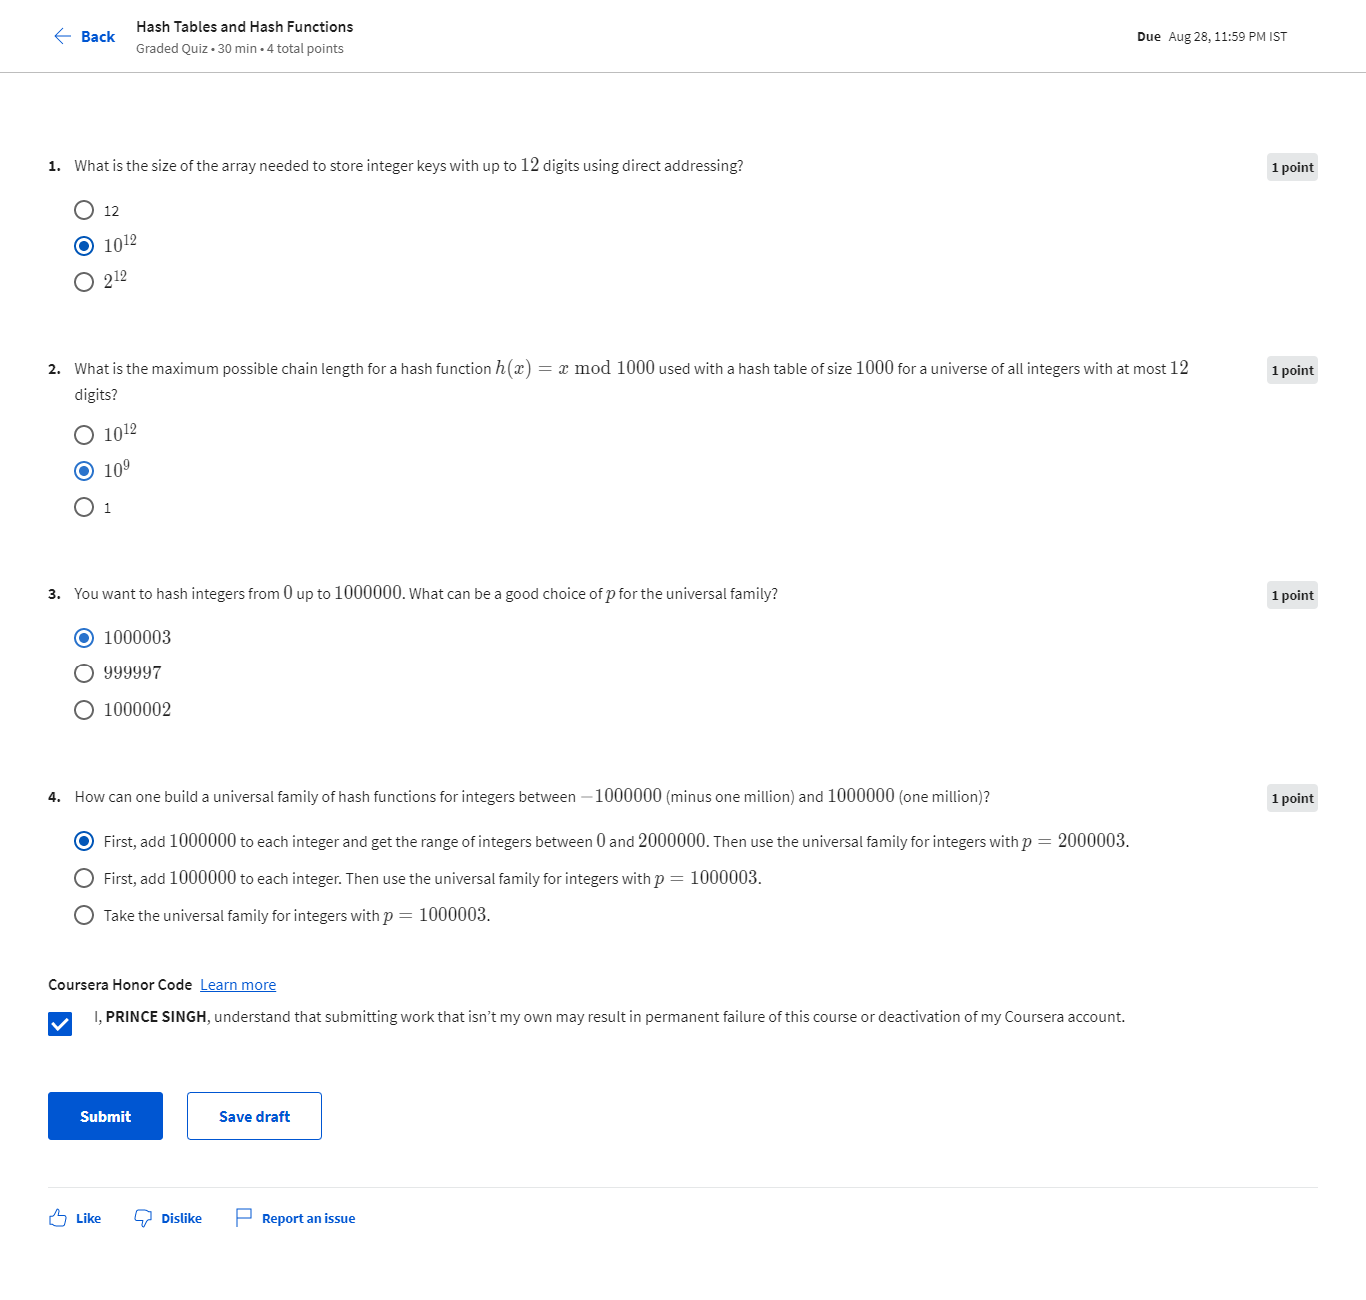 Back
Hash Tables and Hash Functions
Graded Quiz • 30 min • 4 total points
Due Aug 28, 11:59 PM IST
1. What is the size of the array needed to store integer keys with up to 12 digits using direct addressing?
1 point
12
10^12
2^12
2. What is the maximum possible chain length for a hash function h(x) = x mod 1000 used with a hash table of size 1000 for a universe of all integers with at most 12
digits?
1 point
10^12
10^9
1
3. You want to hash integers from 0 up to 1000000. What can be a good choice of p for the universal family?
1 point
1000003
999997
1000002
4. How can one build a universal family of hash functions for integers between −1000000 (minus one million) and 1000000 (one million)?
1 point
First, add 1000000 to each integer and get the range of integers between 0 and 2000000. Then use the universal family for integers with p = 2000003.
First, add 1000000 to each integer. Then use the universal family for integers with p = 1000003.
Take the universal family for integers with p = 1000003.
Coursera Honor Code Learn more
I, PRINCE SINGH, understand that submitting work that isn’t my own may result in permanent failure of this course or deactivation of my Coursera account.
Submit Save draft
Like Dislike Report an issue